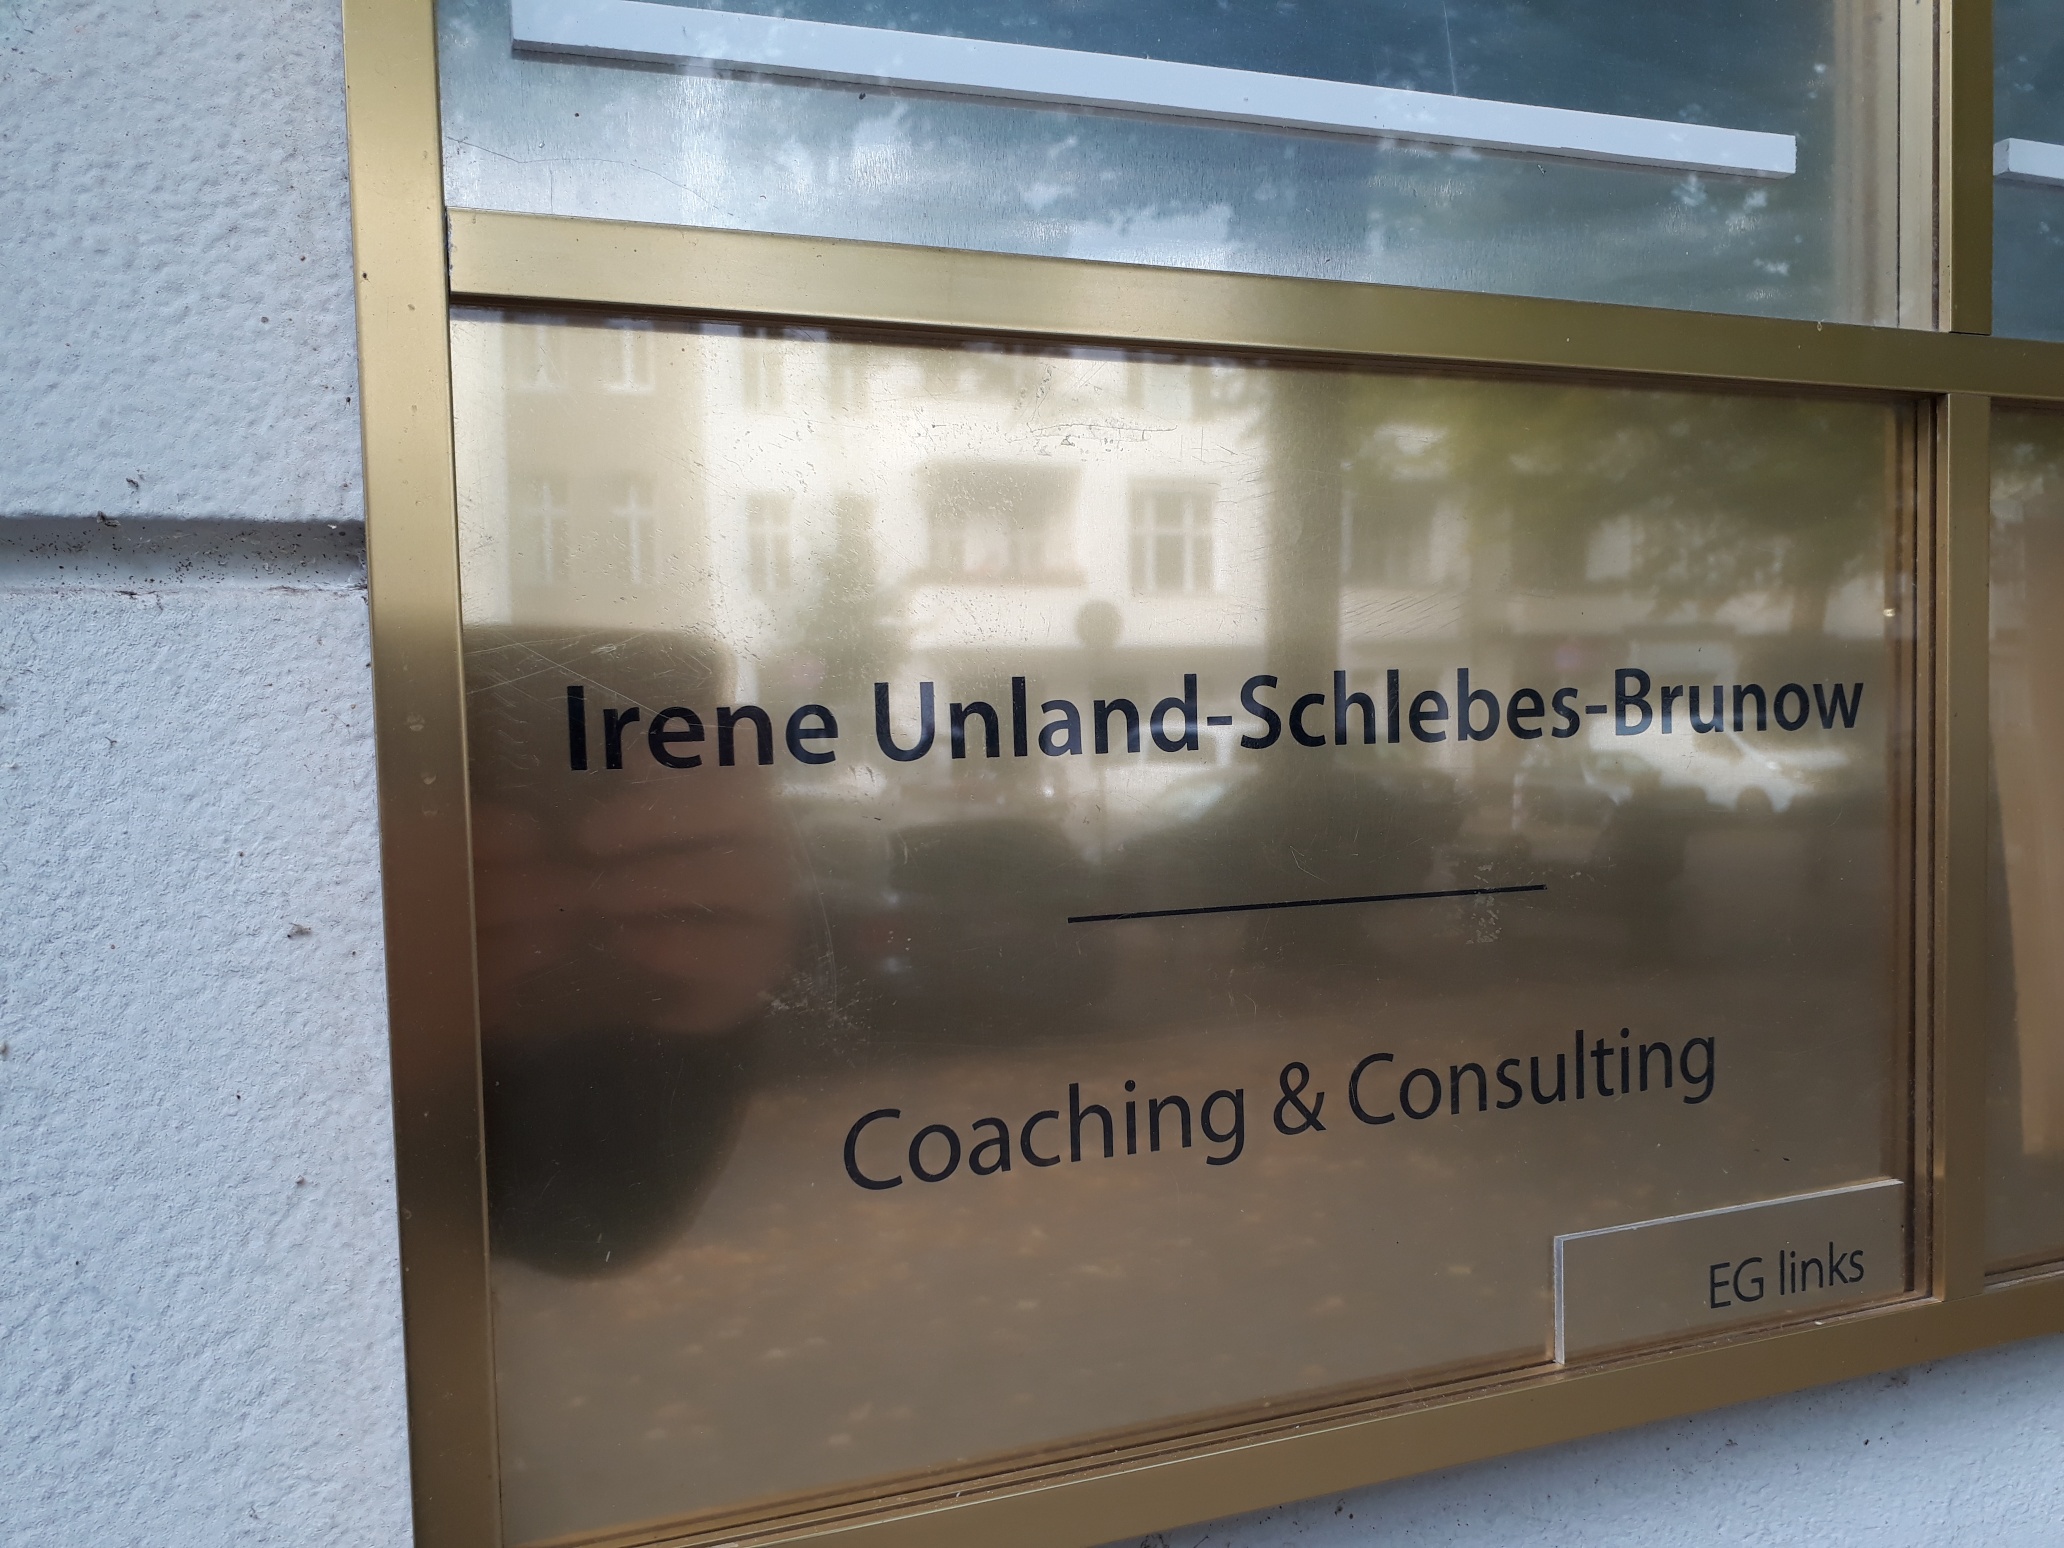 Irene Unland-Schlebes-Brunow
Coaching & Consulting
EG links